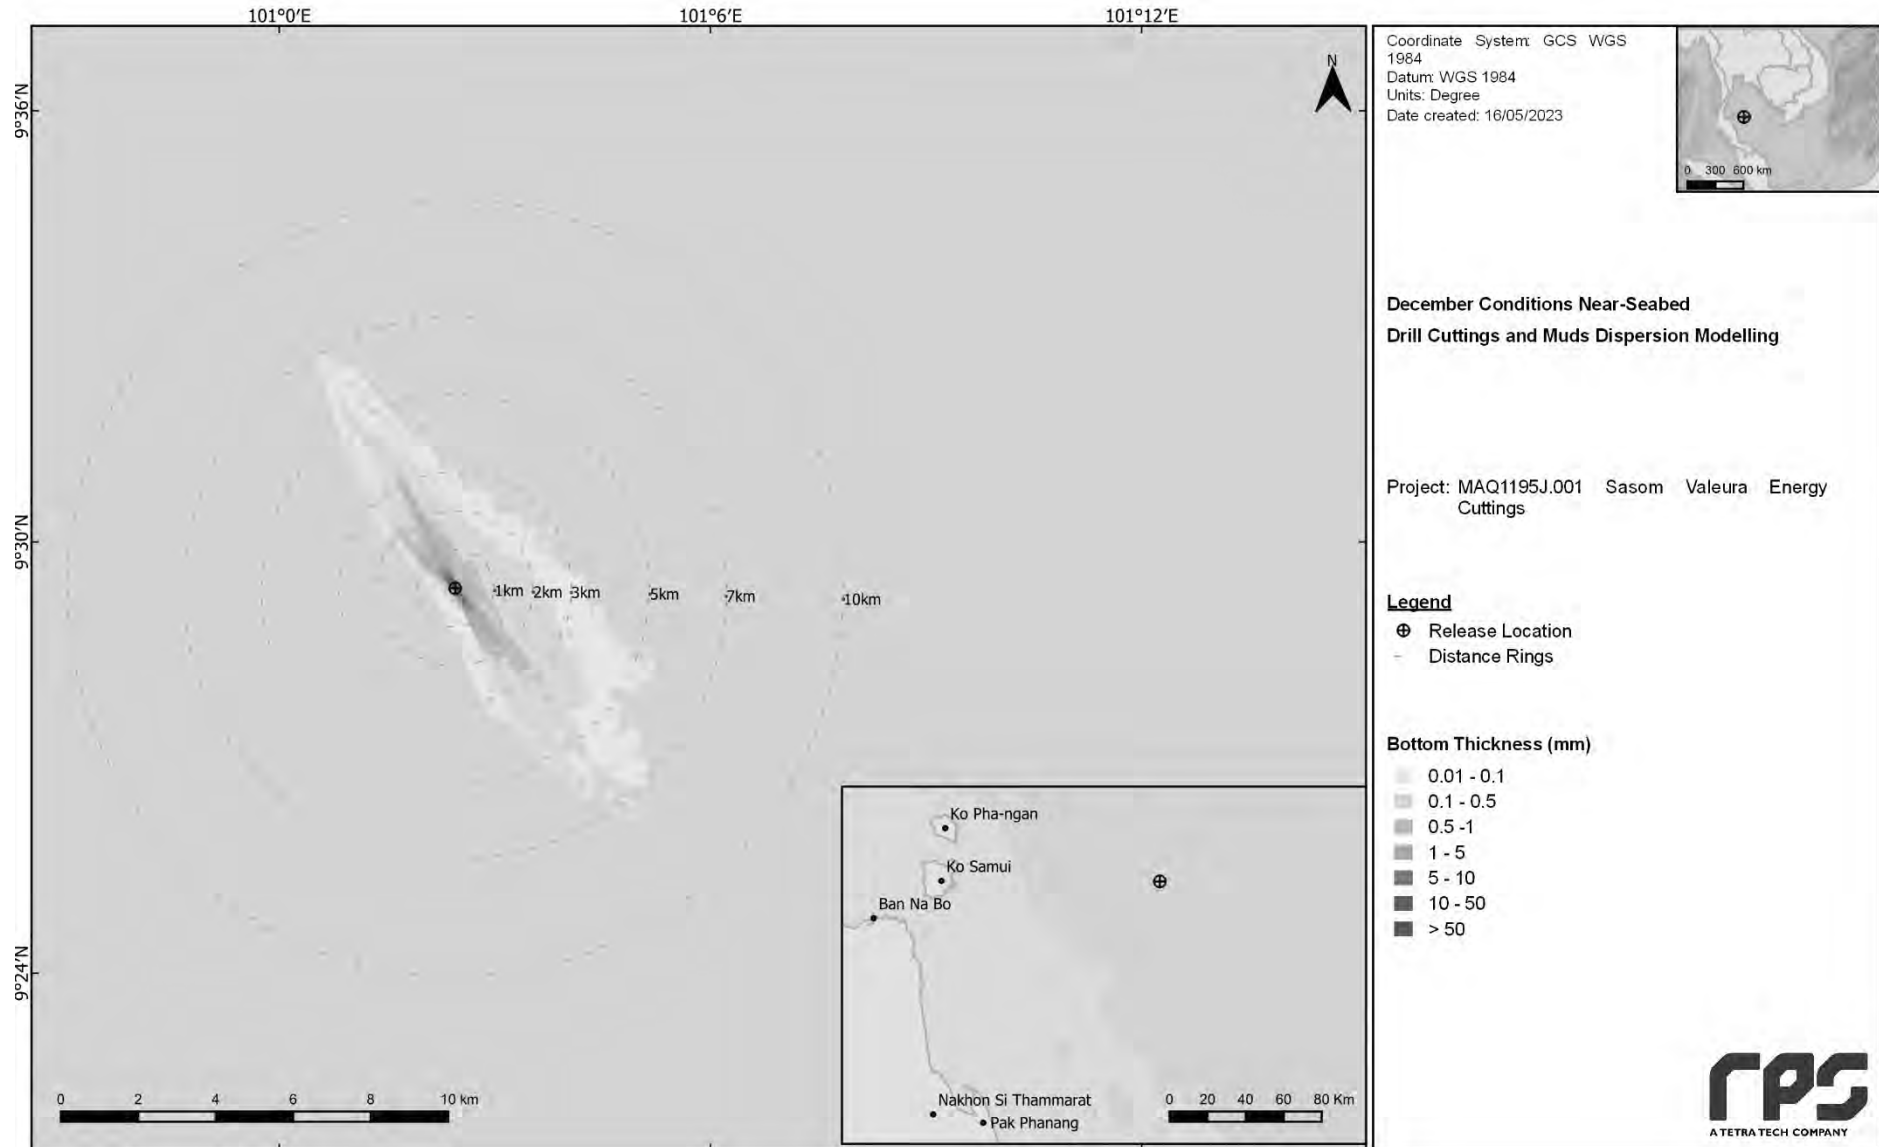 101°0′E
101°6′E
101°12′E
9°36′N
9°30′N
9°24′N
N
1km
2km
3km
5km
7km
10km
0 2 4 6 8 10 km
Ko Pha-ngan
Ko Samui
Ban Na Bo
Nakhon Si Thammarat
Pak Phanang
0 20 40 60 80 Km
Coordinate System: GCS WGS
1984
Datum: WGS 1984
Units: Degree
Date created: 16/05/2023
0 300 600 km
December Conditions Near-Seabed
Drill Cuttings and Muds Dispersion Modelling
Project: MAQ1195J.001 Sasom Valeura Energy
Cuttings
Legend
Release Location
Distance Rings
Bottom Thickness (mm)
0.01 - 0.1
0.1 - 0.5
0.5 -1
1 - 5
5 - 10
10 - 50
> 50
rps
A TETRA TECH COMPANY